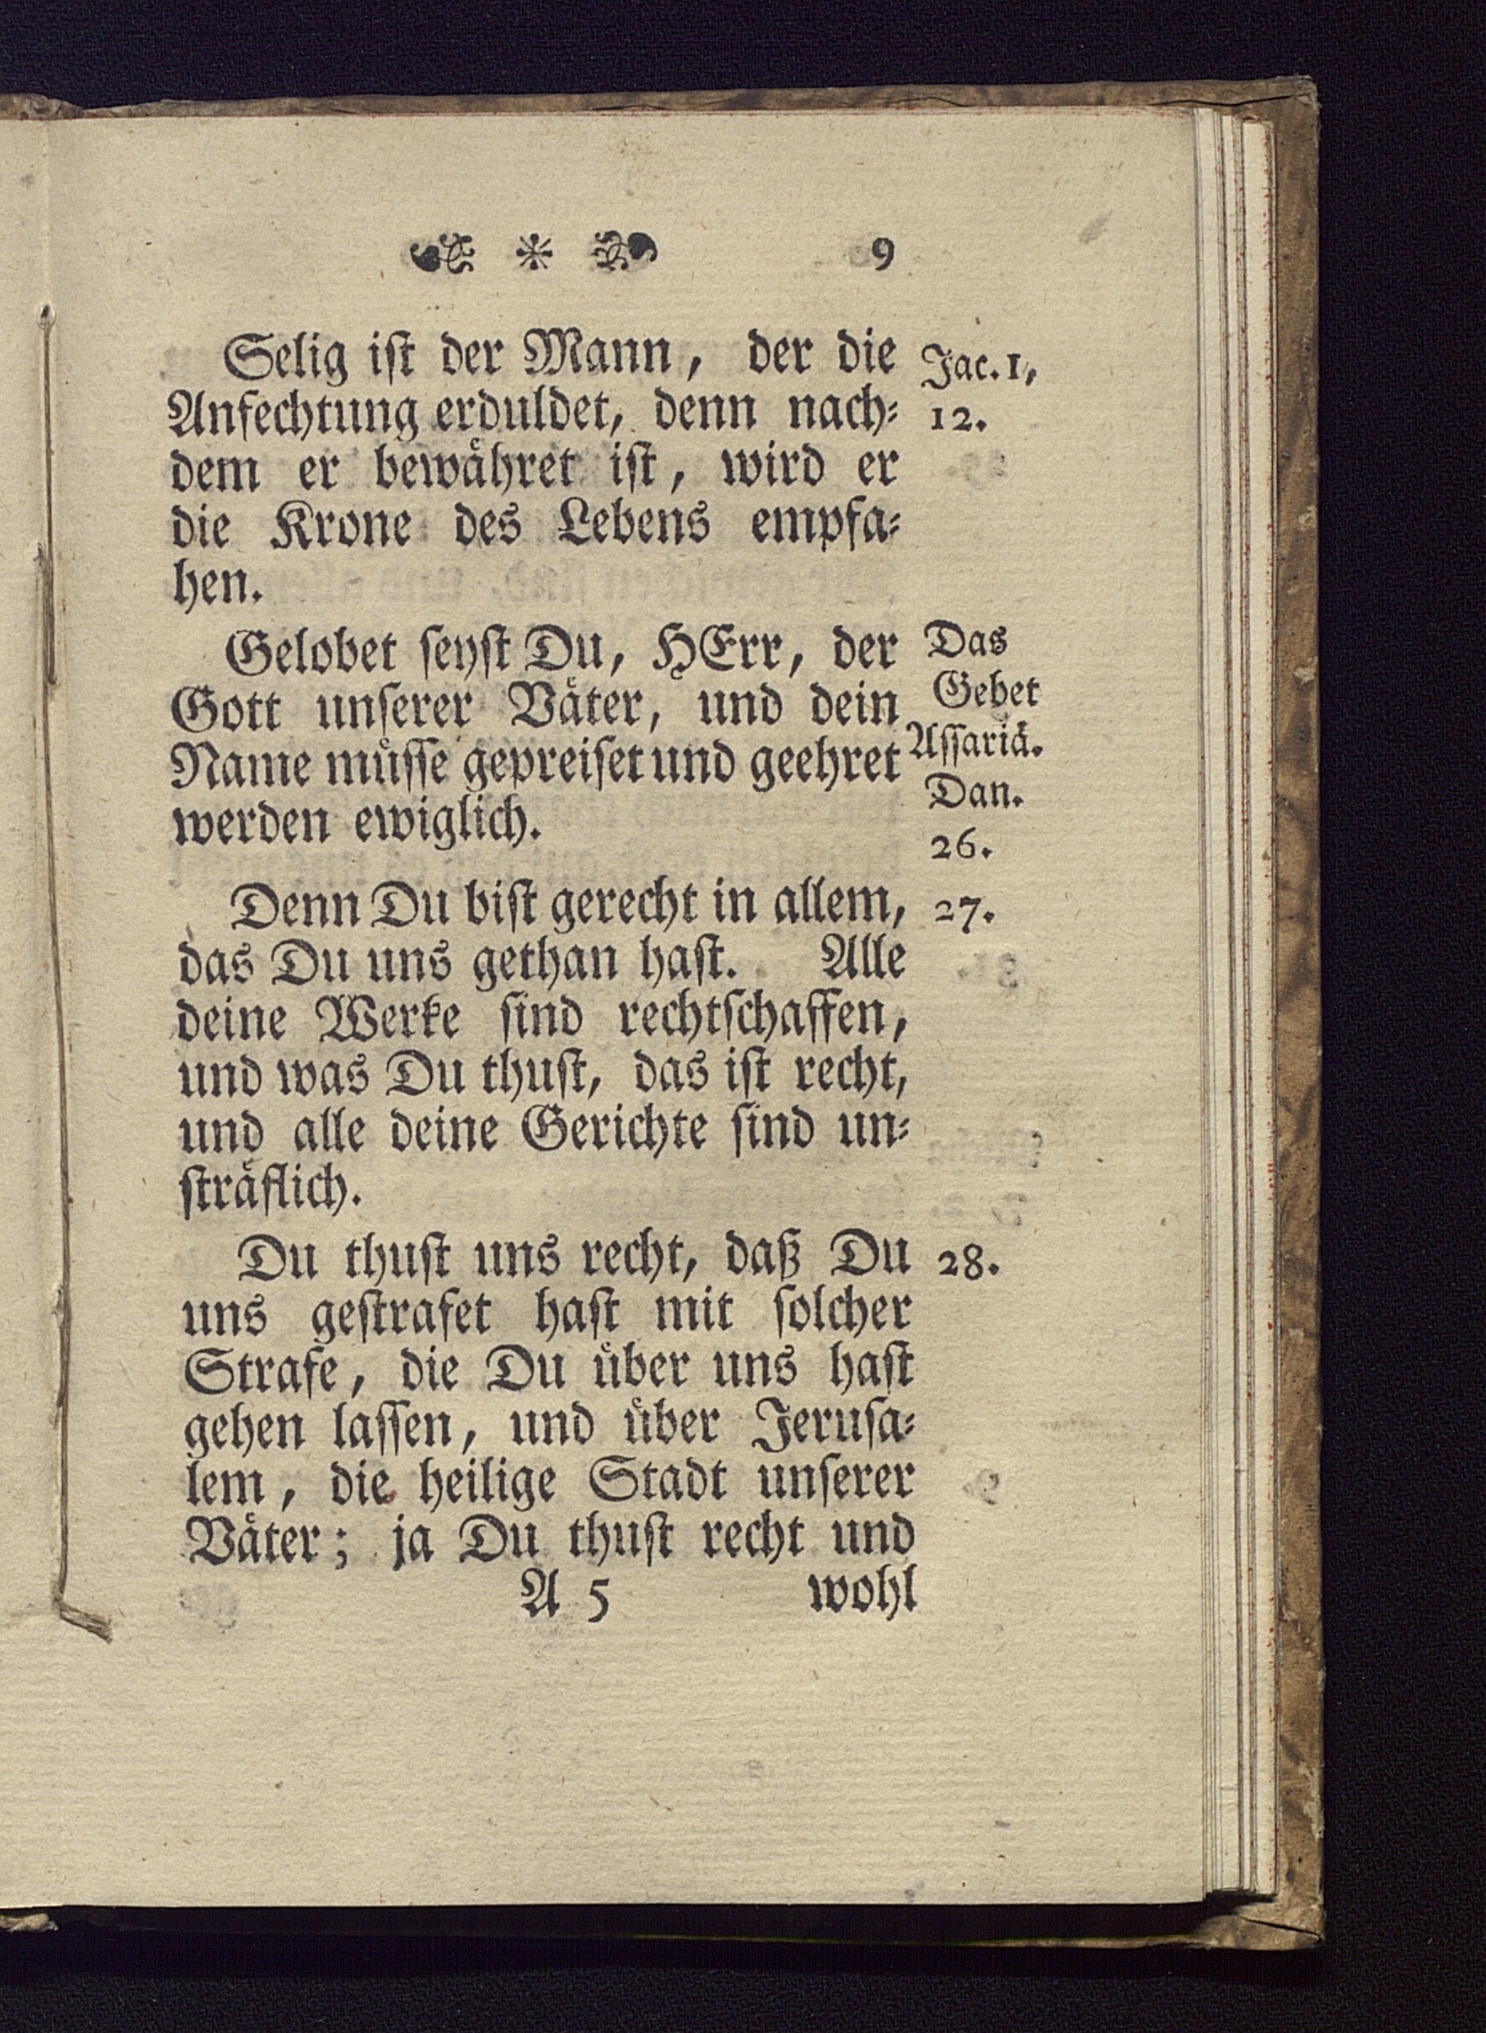 9
Selig ist der Mann, der die Jac. 1,
Anfechtung erduldet, denn nach- 12.
dem er bewähret ist, wird er
die Krone des Lebens empfa-
hen.
Gelobet seyst Du, HErr, der Das
Gott unserer Väter, und dein Gebet
Name müsse gepreiset und geehret Assariä.
werden ewiglich. Dan.
26.
Denn Du bist gerecht in allem, 27.
das Du uns gethan hast. Alle
deine Werke sind rechtschaffen,
und was Du thust, das ist recht,
und alle deine Gerichte sind un-
sträflich.
Du thust uns recht, daß Du 28.
uns gestrafet hast mit solcher
Strafe, die Du über uns hast
gehen lassen, und über Jerusa-
lem, die heilige Stadt unserer
Väter; ja Du thust recht und
A 5 wohl